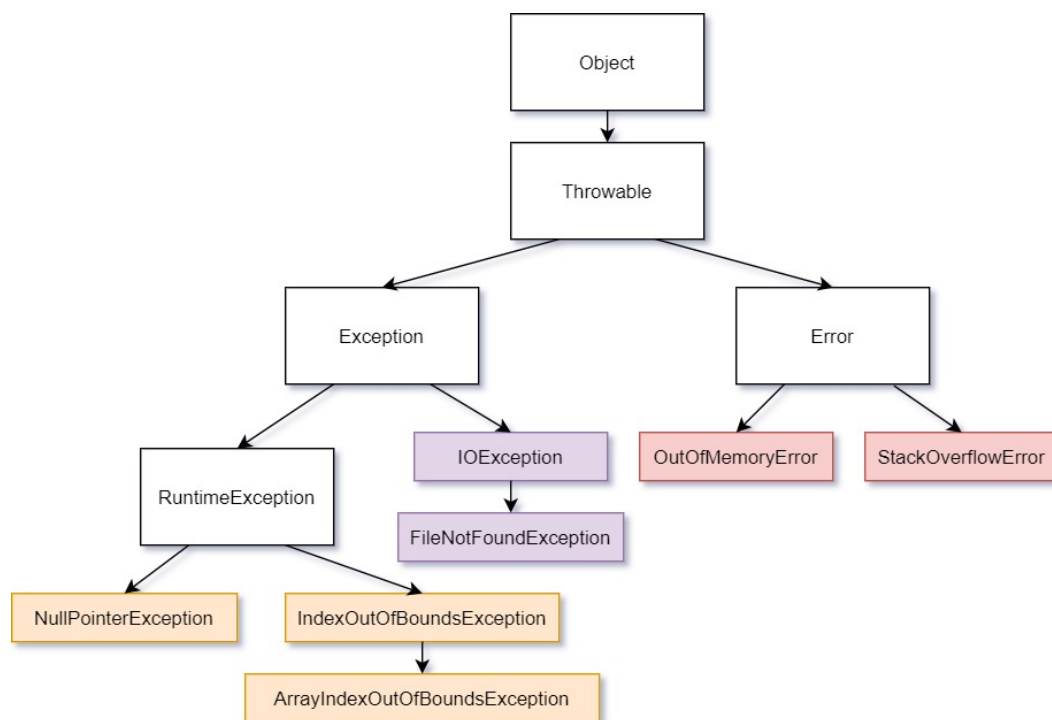 Object
Throwable
Exception
Error
IOException
OutOfMemoryError
StackOverflowError
RuntimeException
FileNotFoundException
NullPointerException
IndexOutOfBoundsException
ArrayIndexOutOfBoundsException